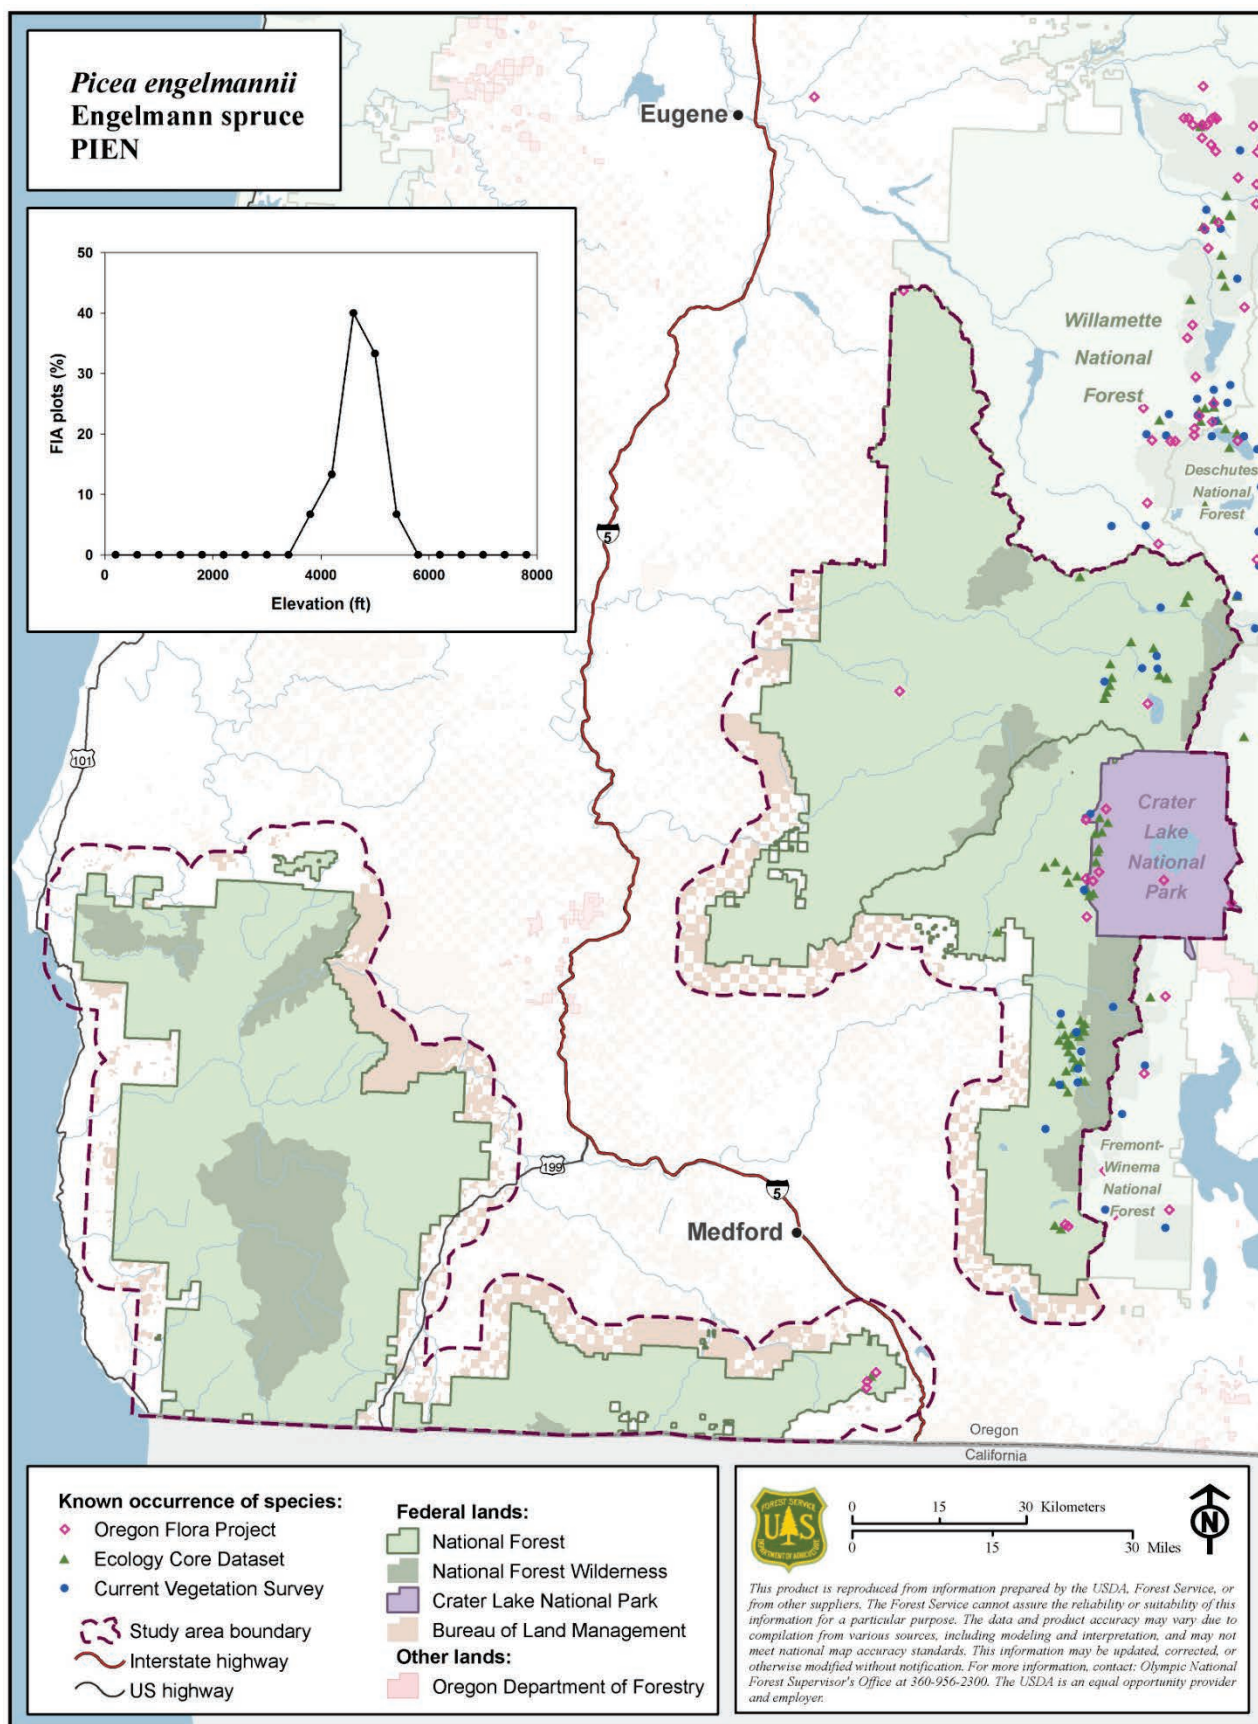 Picea engelmannii
Engelmann spruce
PIEN
Eugene
50
40
30
20
10
0
FIA plots (%)
0 2000 4000 6000 8000
Elevation (ft)
Willamette
National
Forest
Deschutes
National
Forest
5
101
Crater
Lake
National
Park
199
5
Medford
Fremont-
Winema
National
Forest
Oregon
California
Known occurrence of species:
Oregon Flora Project
Ecology Core Dataset
Current Vegetation Survey
Study area boundary
Interstate highway
US highway
Federal lands:
National Forest
National Forest Wilderness
Crater Lake National Park
Bureau of Land Management
Other lands:
Oregon Department of Forestry
FOREST SERVICE
U S
DEPARTMENT OF AGRICULTURE
0 15 30 Kilometers
0 15 30 Miles
N
This product is reproduced from information prepared by the USDA, Forest Service, or
from other suppliers. The Forest Service cannot assure the reliability or suitability of this
information for a particular purpose. The data and product accuracy may vary due to
compilation from various sources, including modeling and interpretation, and may not
meet national map accuracy standards. This information may be updated, corrected, or
otherwise modified without notification. For more information, contact: Olympic National
Forest Supervisor's Office at 360-956-2300. The USDA is an equal opportunity provider
and employer.